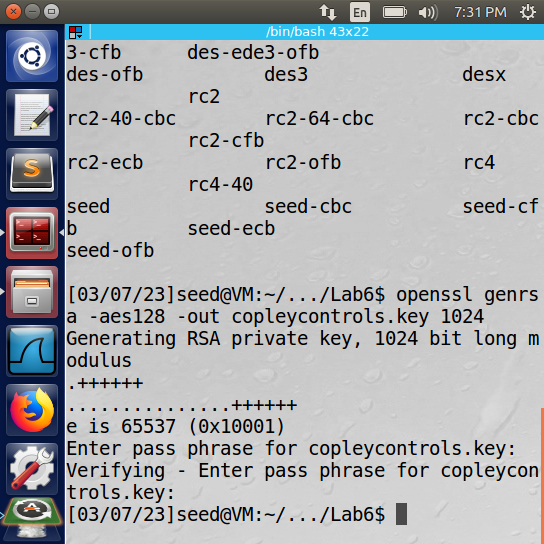 En 7:31 PM
/bin/bash 43x22
3-cfb des-ede3-ofb
des-ofb des3 desx
rc2
rc2-40-cbc rc2-64-cbc rc2-cbc
rc2-cfb
rc2-ecb rc2-ofb rc4
rc4-40
seed seed-cbc seed-cf
b seed-ecb
seed-ofb
[03/07/23]seed@VM:~/.../Lab6$ openssl genrs
a -aes128 -out copleycontrols.key 1024
Generating RSA private key, 1024 bit long m
odulus
.++++++
...............++++++
e is 65537 (0x10001)
Enter pass phrase for copleycontrols.key:
Verifying - Enter pass phrase for copleycon
trols.key:
[03/07/23]seed@VM:~/.../Lab6$